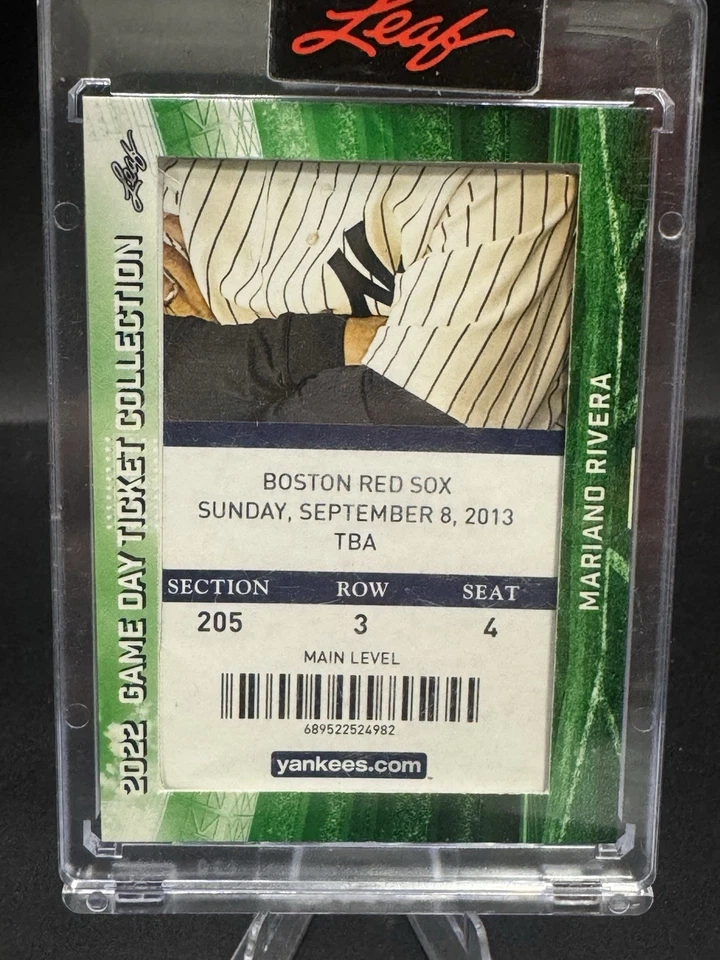 Leaf
Leaf
2022 GAME DAY TICKET COLLECTION
NY
BOSTON RED SOX
SUNDAY, SEPTEMBER 8, 2013
TBA
SECTION ROW SEAT
205 3 4
MAIN LEVEL
689522524982
yankees.com
MARIANO RIVERA